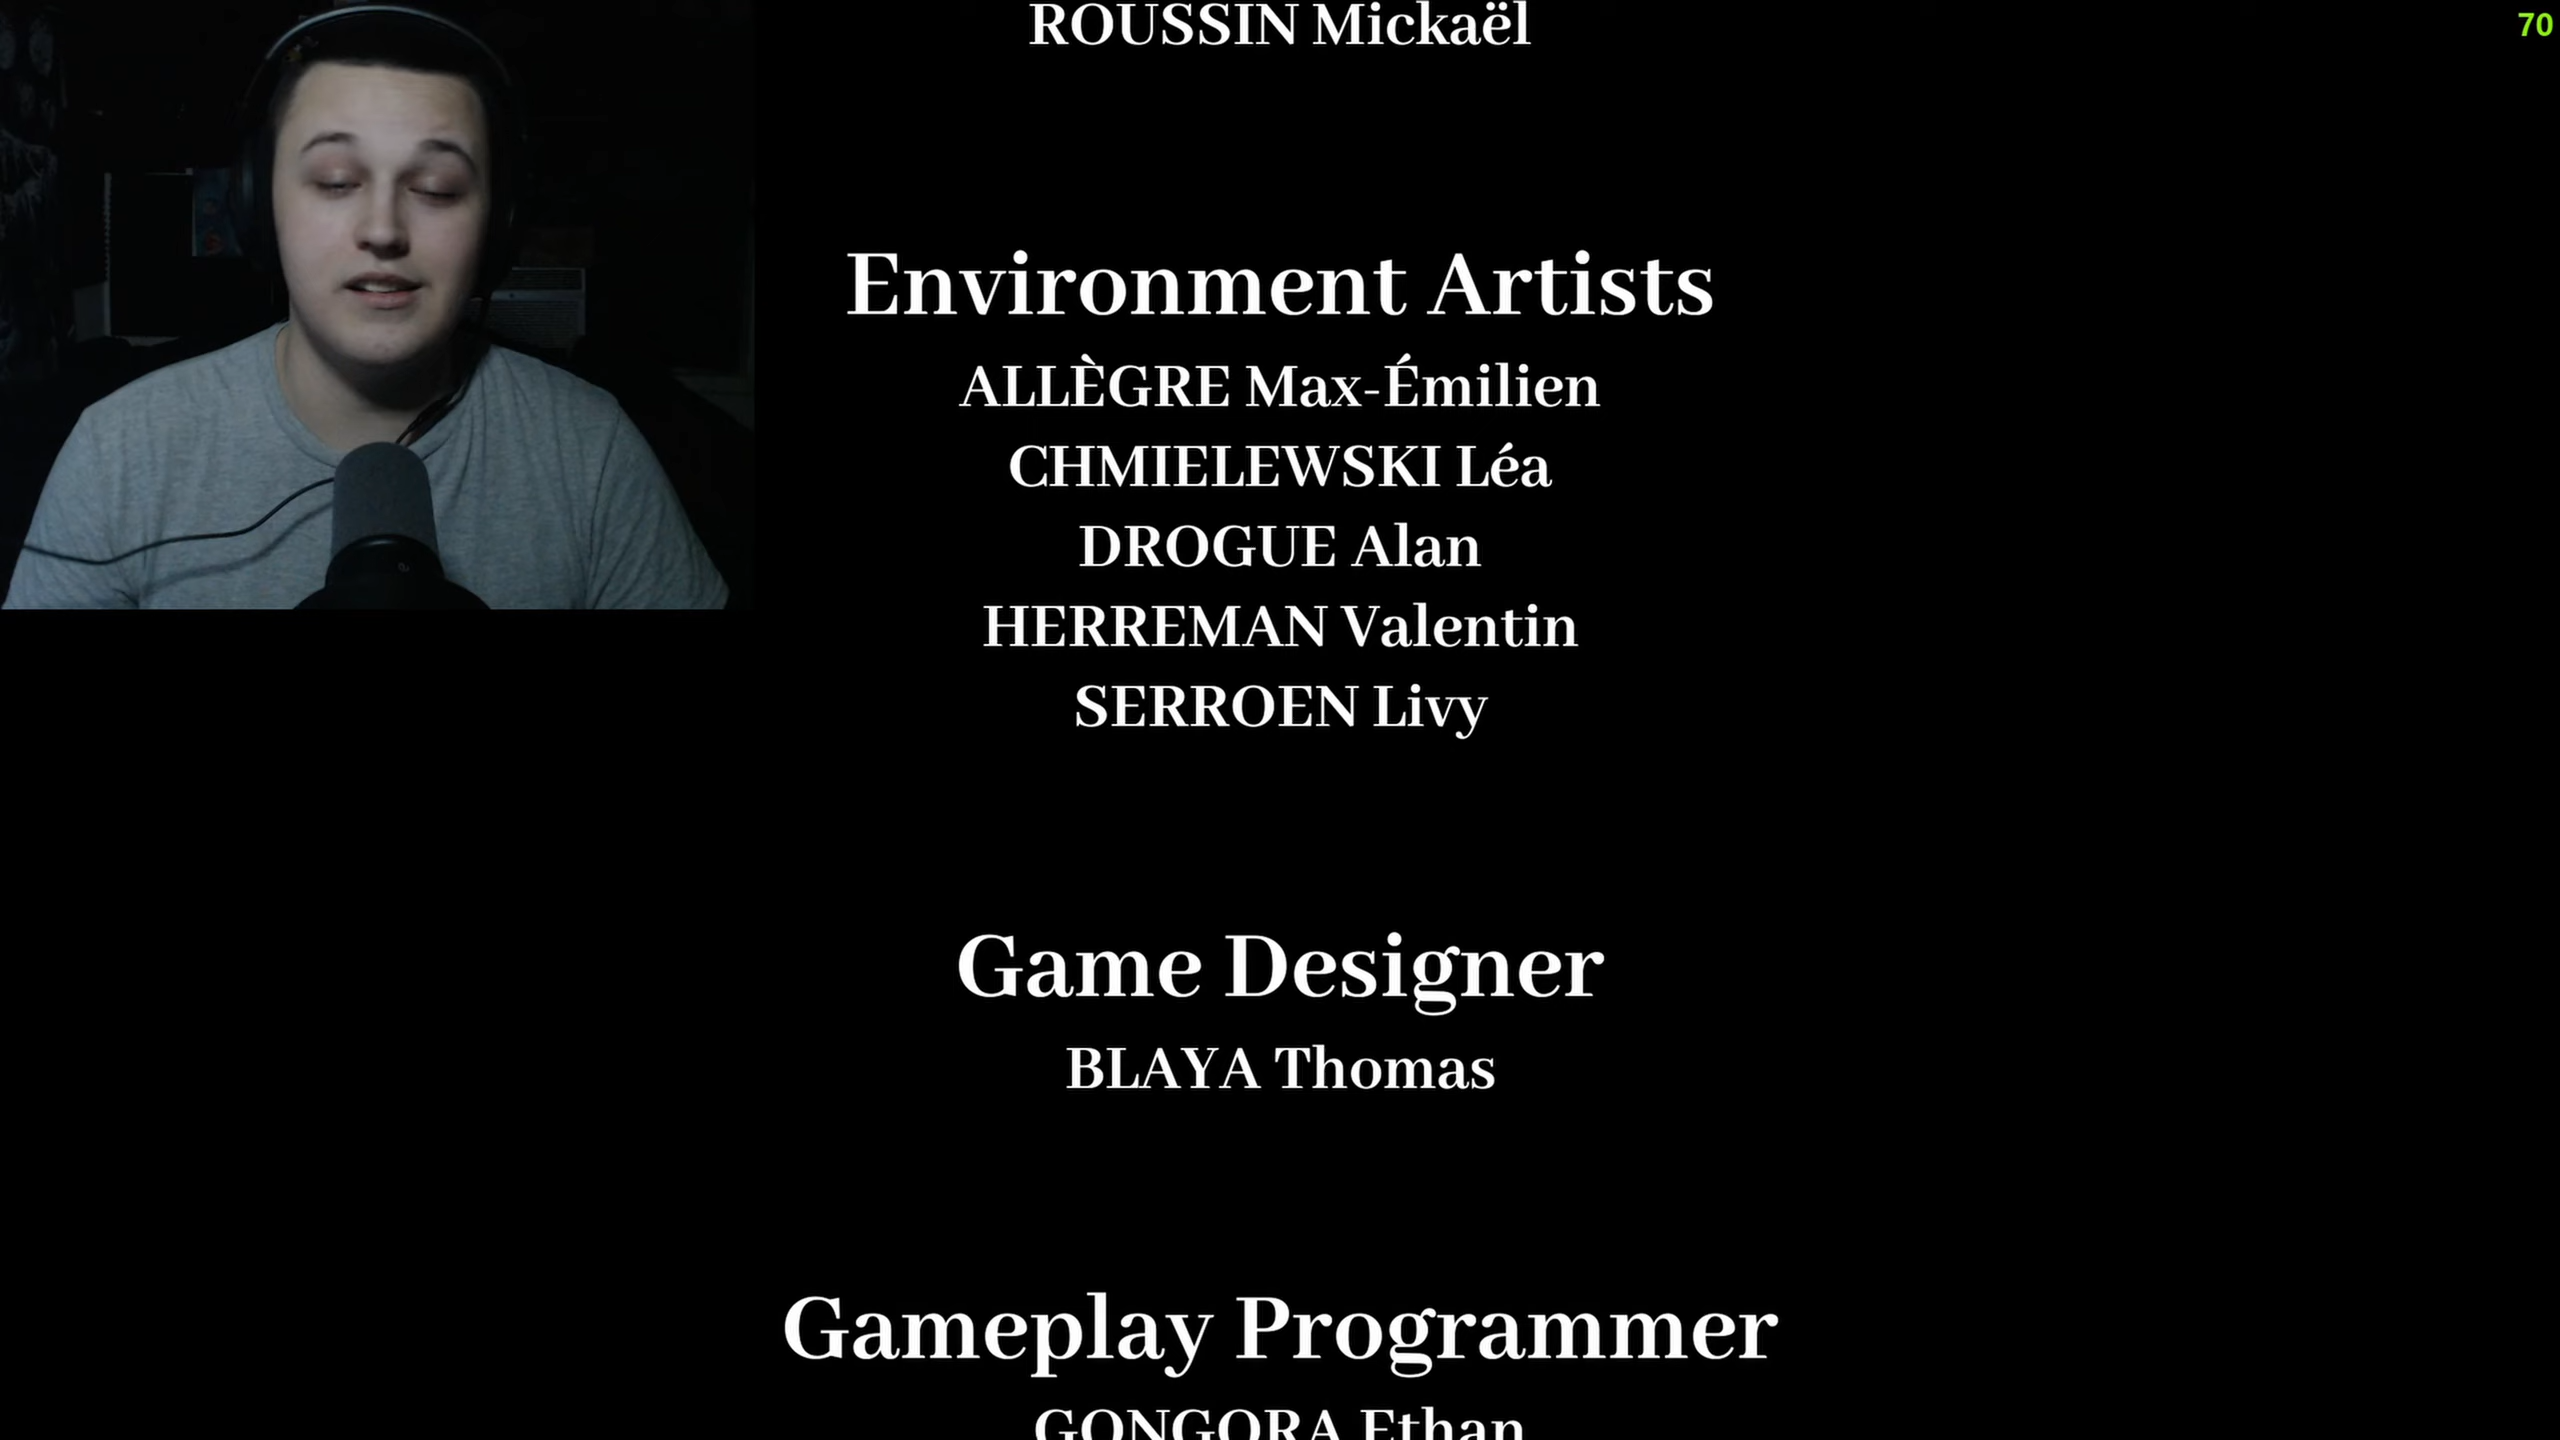 ROUSSIN Mickaël
70
Environment Artists
ALLÈGRE Max-Émilien
CHMIELEWSKI Léa
DROGUE Alan
HERREMAN Valentin
SERROEN Livy
Game Designer
BLAYA Thomas
Gameplay Programmer
GONGORA Ethan